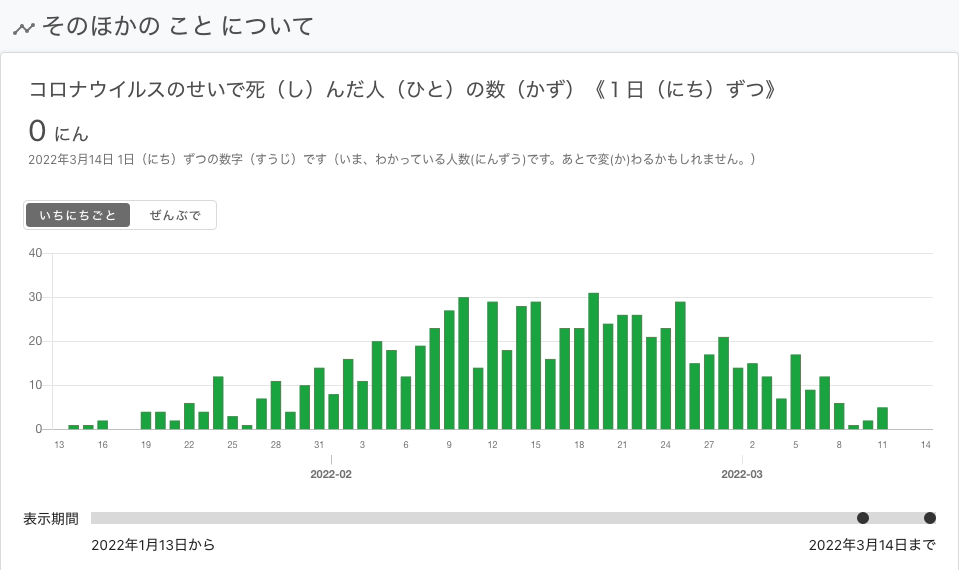 そのほかの こと について
コロナウイルスのせいで死（し）んだ人（ひと）の数（かず）《１日（にち）ずつ》
0 にん
2022年3月14日 1日（にち）ずつの数字（すうじ）です（いま、わかっている人数(にんずう)です。あとで変(か)わるかもしれません。）
いちにちごと ぜんぶで
40
30
20
10
0
13 16 19 22 25 28 31 3 6 9 12 15 18 21 24 27 2 5 8 11 14
2022-02 2022-03
表示期間
2022年1月13日から 2022年3月14日まで